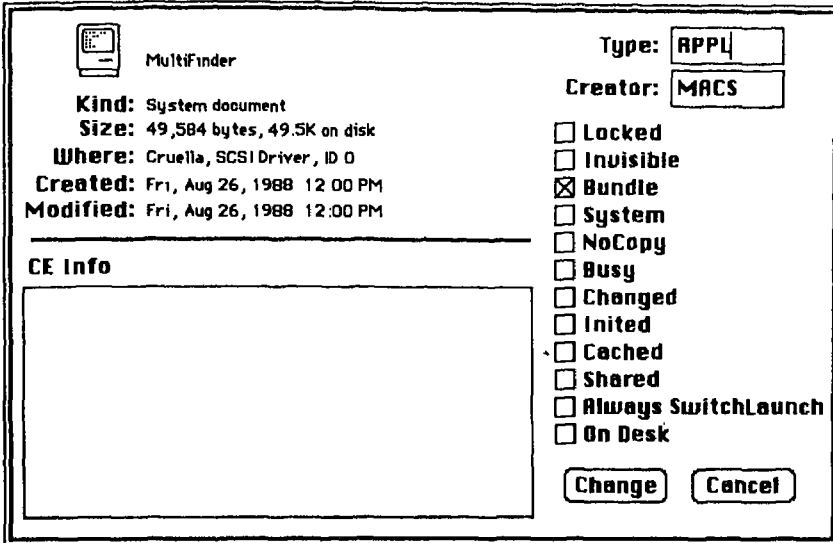 MultiFinder
Kind: System document
Size: 49,584 bytes, 49.5K on disk
Where: Cruella, SCSI Driver, ID 0
Created: Fri, Aug 26, 1988 12 00 PM
Modified: Fri, Aug 26, 1988 12:00 PM
CE Info
Type: APPL
Creator: MACS
Locked
Invisible
Bundle
System
NoCopy
Busy
Changed
Inited
Cached
Shared
Always SwitchLaunch
On Desk
Change Cancel